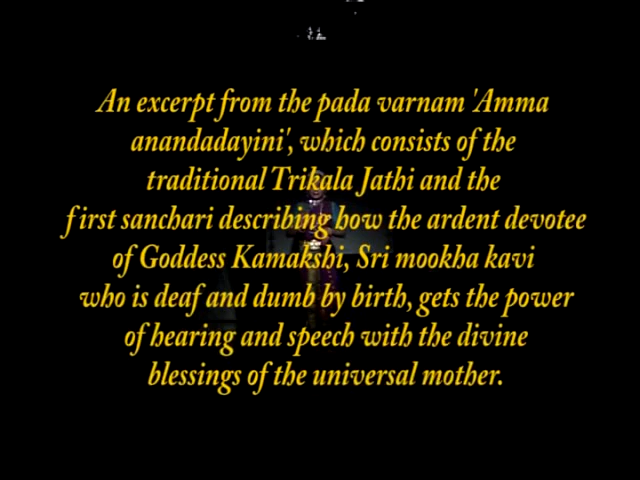 An excerpt from the pada varnam 'Amma
anandadayini', which consists of the
traditional Trikala Jathi and the
first sanchari describing how the ardent devotee
of Goddess Kamakshi, Sri mookha kavi
who is deaf and dumb by birth, gets the power
of hearing and speech with the divine
blessings of the universal mother.